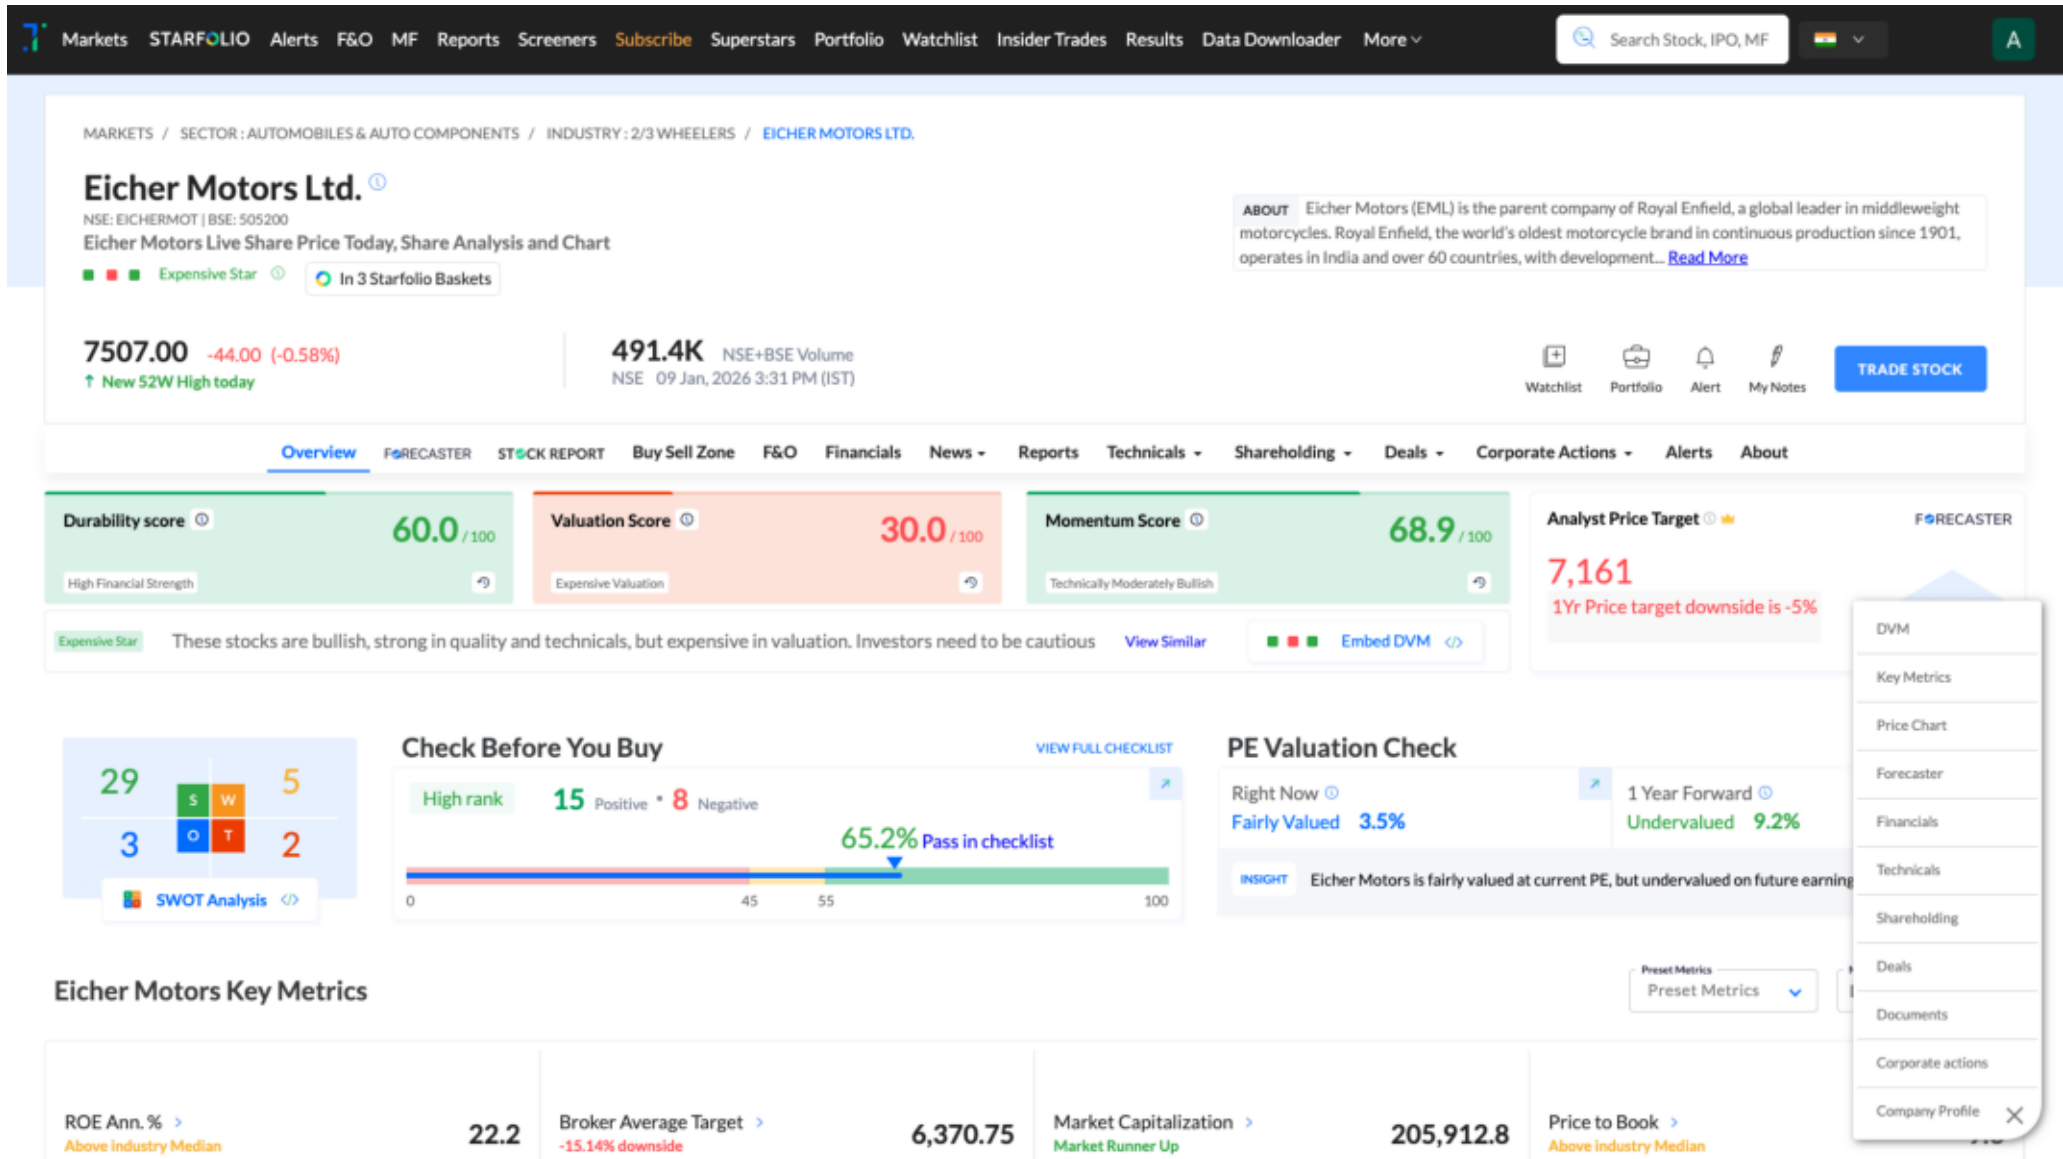 Markets STARFOLIO Alerts F&O MF Reports Screeners Subscribe Superstars Portfolio Watchlist Insider Trades Results Data Downloader More
Search Stock, IPO, MF
A
MARKETS / SECTOR : AUTOMOBILES & AUTO COMPONENTS / INDUSTRY : 2/3 WHEELERS / EICHER MOTORS LTD.
Eicher Motors Ltd.
NSE: EICHERMOT | BSE: 505200
Eicher Motors Live Share Price Today, Share Analysis and Chart
Expensive Star
In 3 Starfolio Baskets
ABOUT Eicher Motors (EML) is the parent company of Royal Enfield, a global leader in middleweight
motorcycles. Royal Enfield, the world's oldest motorcycle brand in continuous production since 1901,
operates in India and over 60 countries, with development... Read More
7507.00 -44.00 (-0.58%)
New 52W High today
491.4K NSE+BSE Volume
NSE 09 Jan, 2026 3:31 PM (IST)
Watchlist Portfolio Alert My Notes
TRADE STOCK
Overview FORECASTER STOCK REPORT Buy Sell Zone F&O Financials News Reports Technicals Shareholding Deals Corporate Actions Alerts About
Durability score
60.0 / 100
High Financial Strength
Valuation Score
30.0 / 100
Expensive Valuation
Momentum Score
68.9 / 100
Technically Moderately Bullish
Analyst Price Target
FORECASTER
7,161
1Yr Price target downside is -5%
Expensive Star These stocks are bullish, strong in quality and technicals, but expensive in valuation. Investors need to be cautious View Similar
Embed DVM
29 5
S W
O T
3 2
SWOT Analysis
Check Before You Buy
VIEW FULL CHECKLIST
High rank 15 Positive • 8 Negative
65.2% Pass in checklist
0 45 55 100
PE Valuation Check
Right Now
Fairly Valued 3.5%
1 Year Forward
Undervalued 9.2%
INSIGHT Eicher Motors is fairly valued at current PE, but undervalued on future earning
Eicher Motors Key Metrics
Preset Metrics
Preset Metrics
ROE Ann. %
Above industry Median
22.2
Broker Average Target
-15.14% downside
6,370.75
Market Capitalization
Market Runner Up
205,912.8
Price to Book
Above industry Median
DVM
Key Metrics
Price Chart
Forecaster
Financials
Technicals
Shareholding
Deals
Documents
Corporate actions
Company Profile